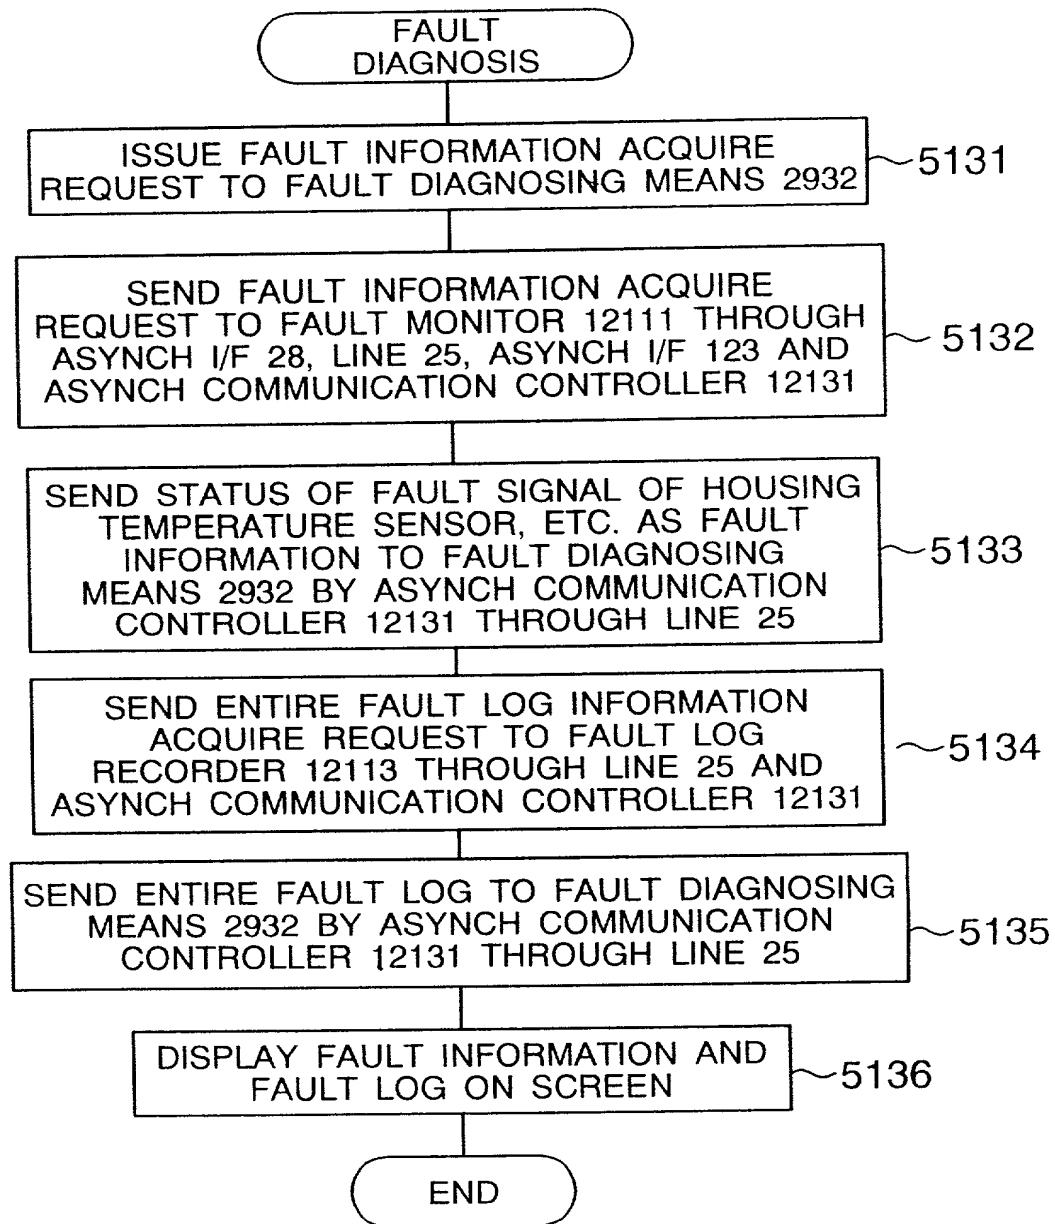 FAULT
DIAGNOSIS
ISSUE FAULT INFORMATION ACQUIRE
REQUEST TO FAULT DIAGNOSING MEANS 2932
5131
SEND FAULT INFORMATION ACQUIRE
REQUEST TO FAULT MONITOR 12111 THROUGH
ASYNCH I/F 28, LINE 25, ASYNCH I/F 123 AND
ASYNCH COMMUNICATION CONTROLLER 12131
5132
SEND STATUS OF FAULT SIGNAL OF HOUSING
TEMPERATURE SENSOR, ETC. AS FAULT
INFORMATION TO FAULT DIAGNOSING
MEANS 2932 BY ASYNCH COMMUNICATION
CONTROLLER 12131 THROUGH LINE 25
5133
SEND ENTIRE FAULT LOG INFORMATION
ACQUIRE REQUEST TO FAULT LOG
RECORDER 12113 THROUGH LINE 25 AND
ASYNCH COMMUNICATION CONTROLLER 12131
5134
SEND ENTIRE FAULT LOG TO FAULT DIAGNOSING
MEANS 2932 BY ASYNCH COMMUNICATION
CONTROLLER 12131 THROUGH LINE 25
5135
DISPLAY FAULT INFORMATION AND
FAULT LOG ON SCREEN
5136
END